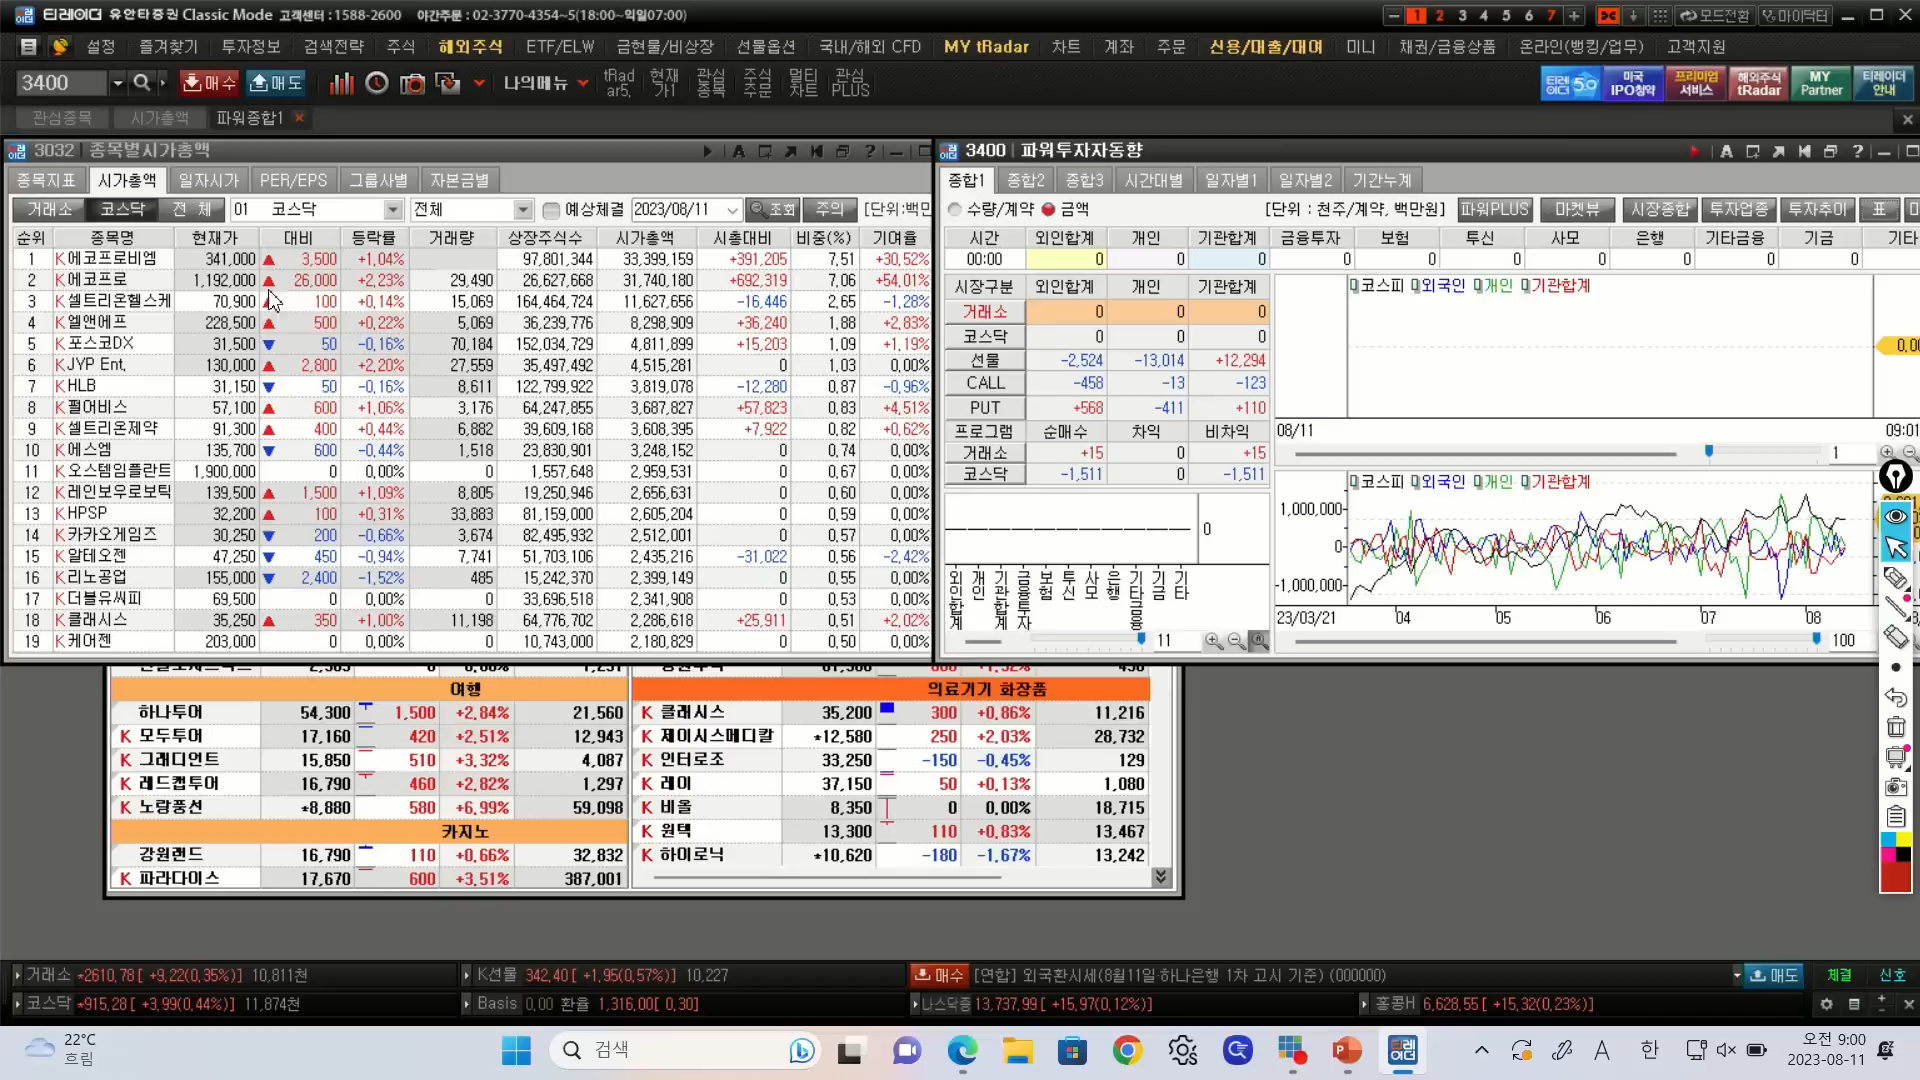 티레이더 유안타증권 Classic Mode 고객센터 : 1588-2600 야간주문 : 02-3770-4354~5(18:00~익일07:00)
1 2 3 4 5 6 7 모드전환 마이닥터
설정 즐겨찾기 투자정보 검색전략 주식 해외주식 ETF/ELW 금현물/비상장 선물옵션 국내/해외 CFD MY tRadar 차트 계좌 주문 신용/대출/대여 미니 채권/금융상품 온라인(뱅킹/업무) 고객지원
3400 매수 매도 나의메뉴 tRadar5, 현재가1 관심종목 주식주문 멀티차트 관심PLUS 티레이더 5.0 미국 IPO청약 프리미엄 서비스 해외주식 tRadar MY Partner 티레이더 안내
관심종목 시가총액 파워종합1
3032 종목별시가총액
종목지표 시가총액 일자시가 PER/EPS 그룹사별 자본금별
거래소 코스닥 전 체 01 코스닥 전체 예상체결 2023/08/11 조회 주의 [단위:백만
순위 종목명 현재가 대비 등락률 거래량 상장주식수 시가총액 시총대비 비중(%) 기여율
1 K 에코프로비엠 341,000 ▲ 3,500 +1,04% 97,801,344 33,399,159 +391,205 7,51 +30,52%
2 K 에코프로 1,192,000 ▲ 26,000 +2,23% 29,490 26,627,668 31,740,180 +692,319 7,06 +54,01%
3 K 셀트리온헬스케 70,900 100 +0,14% 15,069 164,464,724 11,627,656 -16,446 2,65 -1,28%
4 K 엘앤에프 228,500 ▲ 500 +0,22% 5,069 36,239,776 8,298,909 +36,240 1,88 +2,83%
5 K 포스코DX 31,500 ▼ 50 -0,16% 70,184 152,034,729 4,811,899 +15,203 1,09 +1,19%
6 K JYP Ent, 130,000 ▲ 2,800 +2,20% 27,559 35,497,492 4,515,281 0 1,03 0,00%
7 K HLB 31,150 ▼ 50 -0,16% 8,611 122,799,922 3,819,078 -12,280 0,87 -0,96%
8 K 펄어비스 57,100 ▲ 600 +1,06% 3,176 64,247,855 3,687,827 +57,823 0,83 +4,51%
9 K 셀트리온제약 91,300 ▲ 400 +0,44% 6,882 39,609,168 3,608,395 +7,922 0,82 +0,62%
10 K 에스엠 135,700 ▼ 600 -0,44% 1,518 23,830,901 3,248,152 0 0,74 0,00%
11 K 오스템임플란트 1,900,000 0 0,00% 0 1,557,648 2,959,531 0 0,67 0,00%
12 K 레인보우로보틱 139,500 ▲ 1,500 +1,09% 8,805 19,250,946 2,656,631 0 0,60 0,00%
13 K HPSP 32,200 ▲ 100 +0,31% 33,883 81,159,000 2,605,204 0 0,59 0,00%
14 K 카카오게임즈 30,250 ▼ 200 -0,66% 3,674 82,495,932 2,512,001 0 0,57 0,00%
15 K 알테오젠 47,250 ▼ 450 -0,94% 7,741 51,703,106 2,435,216 -31,022 0,56 -2,42%
16 K 리노공업 155,000 ▼ 2,400 -1,52% 485 15,242,370 2,399,149 0 0,55 0,00%
17 K 더블유씨피 69,500 0 0,00% 0 33,696,518 2,341,908 0 0,53 0,00%
18 K 클래시스 35,250 ▲ 350 +1,00% 11,198 64,776,702 2,286,618 +25,911 0,51 +2,02%
19 K 케어젠 203,000 0 0,00% 0 10,743,000 2,180,829 0 0,50 0,00%
3400 파워투자자동향
종합1 종합2 종합3 시간대별 일자별1 일자별2 기간누계
수량/계약 금액 [단위 : 천주/계약, 백만원] 파워PLUS 마켓뷰 시장종합 투자업종 투자추이 표
시간 외인합계 개인 기관합계 금융투자 보험 투신 사모 은행 기타금융 기금 기타
00:00 0 0 0 0 0 0 0 0 0 0
시장구분 외인합계 개인 기관합계
거래소 0 0 0
코스닥 0 0 0
선물 -2,524 -13,014 +12,294
CALL -458 -13 -123
PUT +568 -411 +110
프로그램 순매수 차익 비차익
거래소 +15 0 +15
코스닥 -1,511 0 -1,511
0
외인합계 개인 기관합계 금융투자 보험 투신 사모 은행 기타금융 기금 기타
11
코스피 외국인 개인 기관합계
0,00
08/11 09:01
1
코스피 외국인 개인 기관합계
1,000,000
0
-1,000,000
23/03/21 04 05 06 07 08
100
여행
하나투어 54,300 1,500 +2,84% 21,560
K 모두투어 17,160 420 +2,51% 12,943
K 그래디언트 15,850 510 +3,32% 4,087
K 레드캡투어 16,790 460 +2,82% 1,297
K 노랑풍선 *8,880 580 +6,99% 59,098
카지노
강원랜드 16,790 110 +0,66% 32,832
K 파라다이스 17,670 600 +3,51% 387,001
의료기기 화장품
K 클래시스 35,200 300 +0,86% 11,216
K 제이시스메디칼 *12,580 250 +2,03% 28,732
K 인터로조 33,250 -150 -0,45% 129
K 레이 37,150 50 +0,13% 1,080
K 비올 8,350 0 0,00% 18,715
K 원텍 13,300 110 +0,83% 13,467
K 하이로닉 *10,620 -180 -1,67% 13,242
거래소 *2610,78 [ +9,22(0,35%)] 10,811천 K선물 342,40 [ +1,95(0,57%)] 10,227 매수 [연합] 외국환시세(8월11일·하나은행 1차 고시 기준) (000000) 매도 체결 신호
코스닥 *915,28 [ +3,99(0,44%)] 11,874천 Basis 0,00 환율 1,316,00[ 0,30] 나스닥종 13,737,99 [ +15,97(0,12%)] 홍콩H 6,628,55 [ +15,32(0,23%)]
22°C
흐림
검색
A 한
오전 9:00
2023-08-11